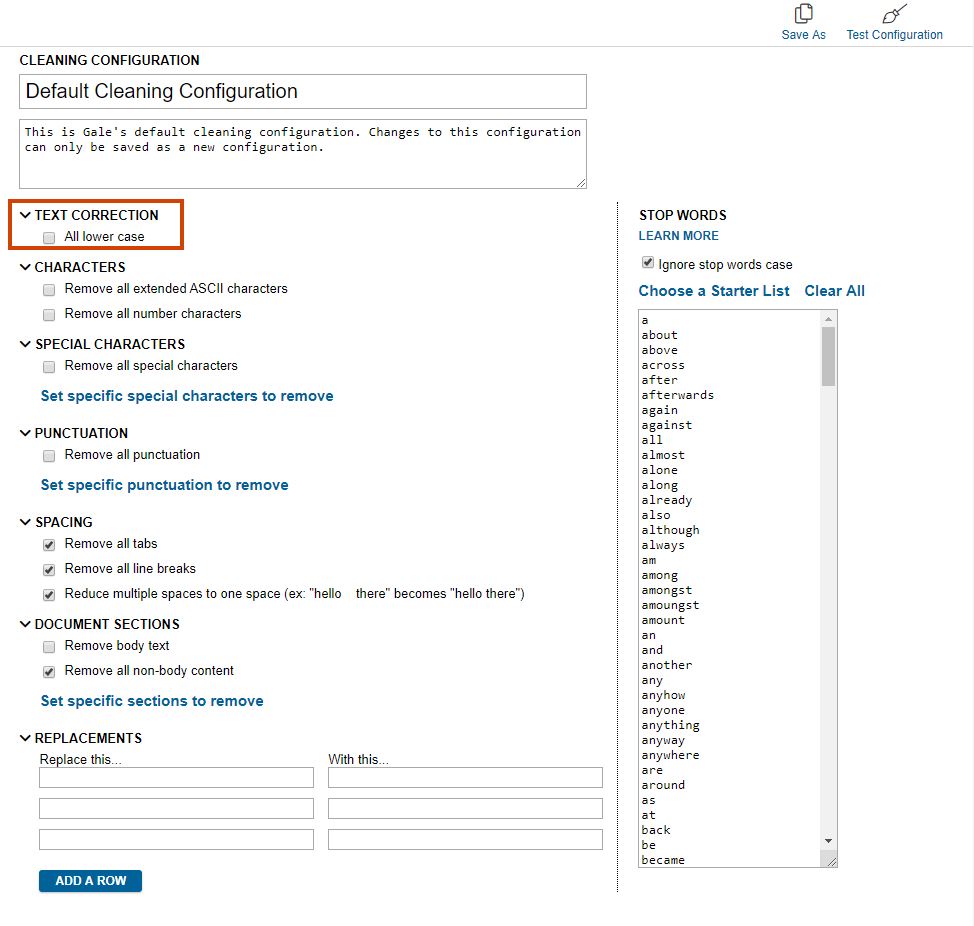 Save As
Test Configuration
CLEANING CONFIGURATION
Default Cleaning Configuration
This is Gale's default cleaning configuration. Changes to this configuration
can only be saved as a new configuration.
TEXT CORRECTION
All lower case
CHARACTERS
Remove all extended ASCII characters
Remove all number characters
SPECIAL CHARACTERS
Remove all special characters
Set specific special characters to remove
PUNCTUATION
Remove all punctuation
Set specific punctuation to remove
SPACING
Remove all tabs
Remove all line breaks
Reduce multiple spaces to one space (ex: "hello    there" becomes "hello there")
DOCUMENT SECTIONS
Remove body text
Remove all non-body content
Set specific sections to remove
REPLACEMENTS
Replace this...
With this...
ADD A ROW
STOP WORDS
LEARN MORE
Ignore stop words case
Choose a Starter List
Clear All
a
about
above
across
after
afterwards
again
against
all
almost
alone
along
already
also
although
always
am
among
amongst
amoungst
amount
an
and
another
any
anyhow
anyone
anything
anyway
anywhere
are
around
as
at
back
be
became